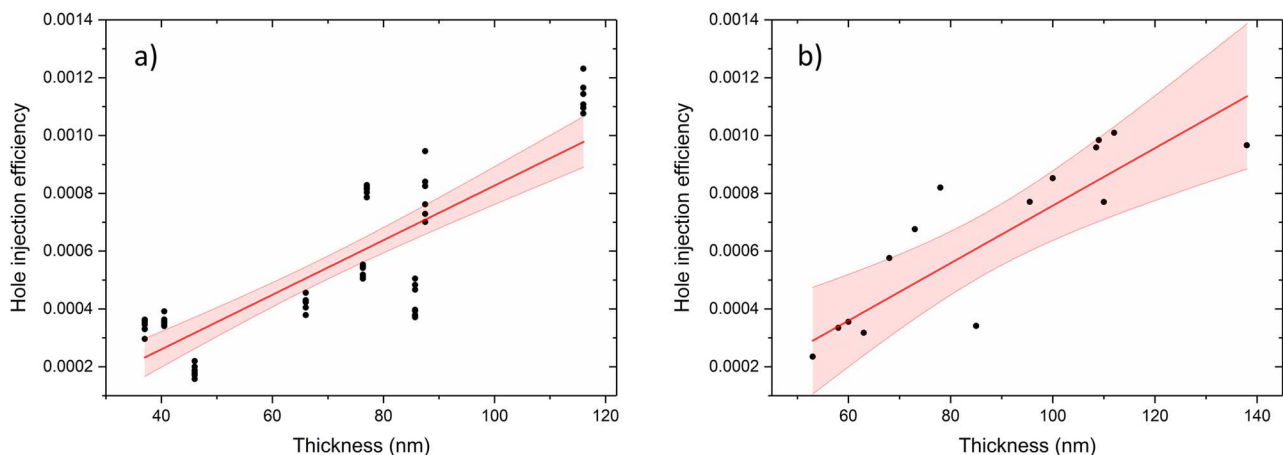 a)
Hole injection efficiency
0.0014
0.0012
0.0010
0.0008
0.0006
0.0004
0.0002
40 60 80 100 120
Thickness (nm)
b)
Hole injection efficiency
0.0014
0.0012
0.0010
0.0008
0.0006
0.0004
0.0002
60 80 100 120 140
Thickness (nm)